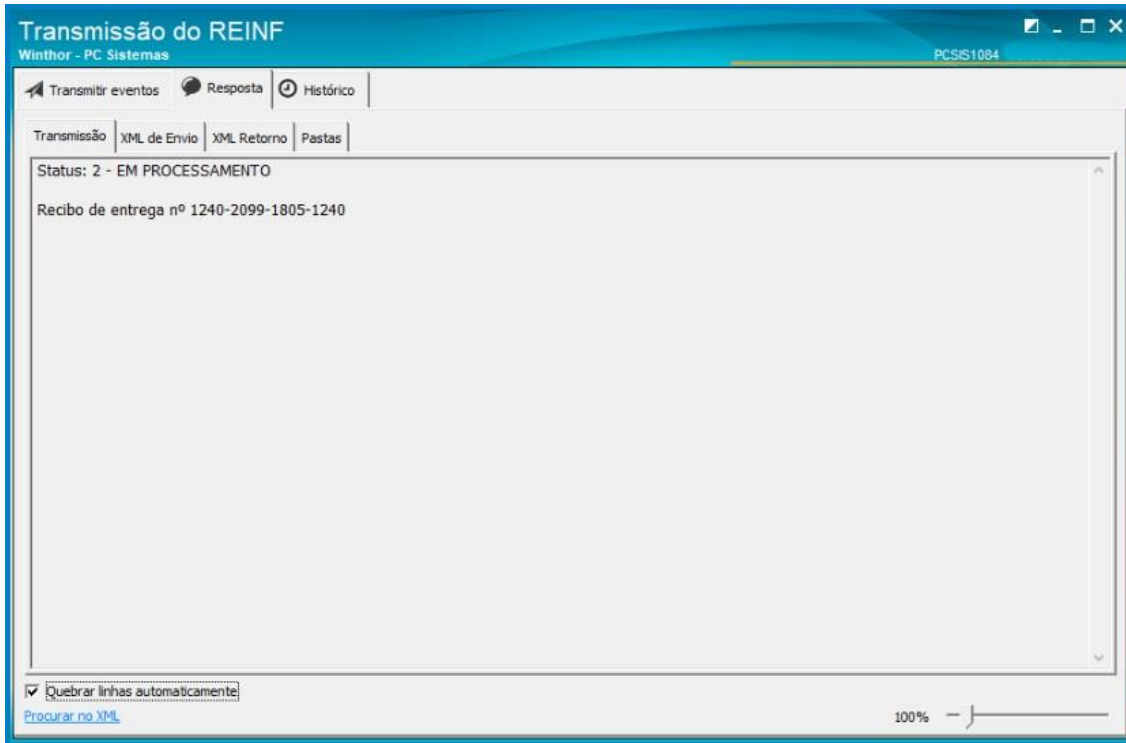 Transmissão do REINF
Winthor - PC Sistemas
PCSIS1084
Transmitir eventos Resposta Histórico
Transmissão XML de Envio XML Retorno Pastas
Status: 2 - EM PROCESSAMENTO
Recibo de entrega nº 1240-2099-1805-1240
Quebrar linhas automaticamente
Procurar no XML
100%